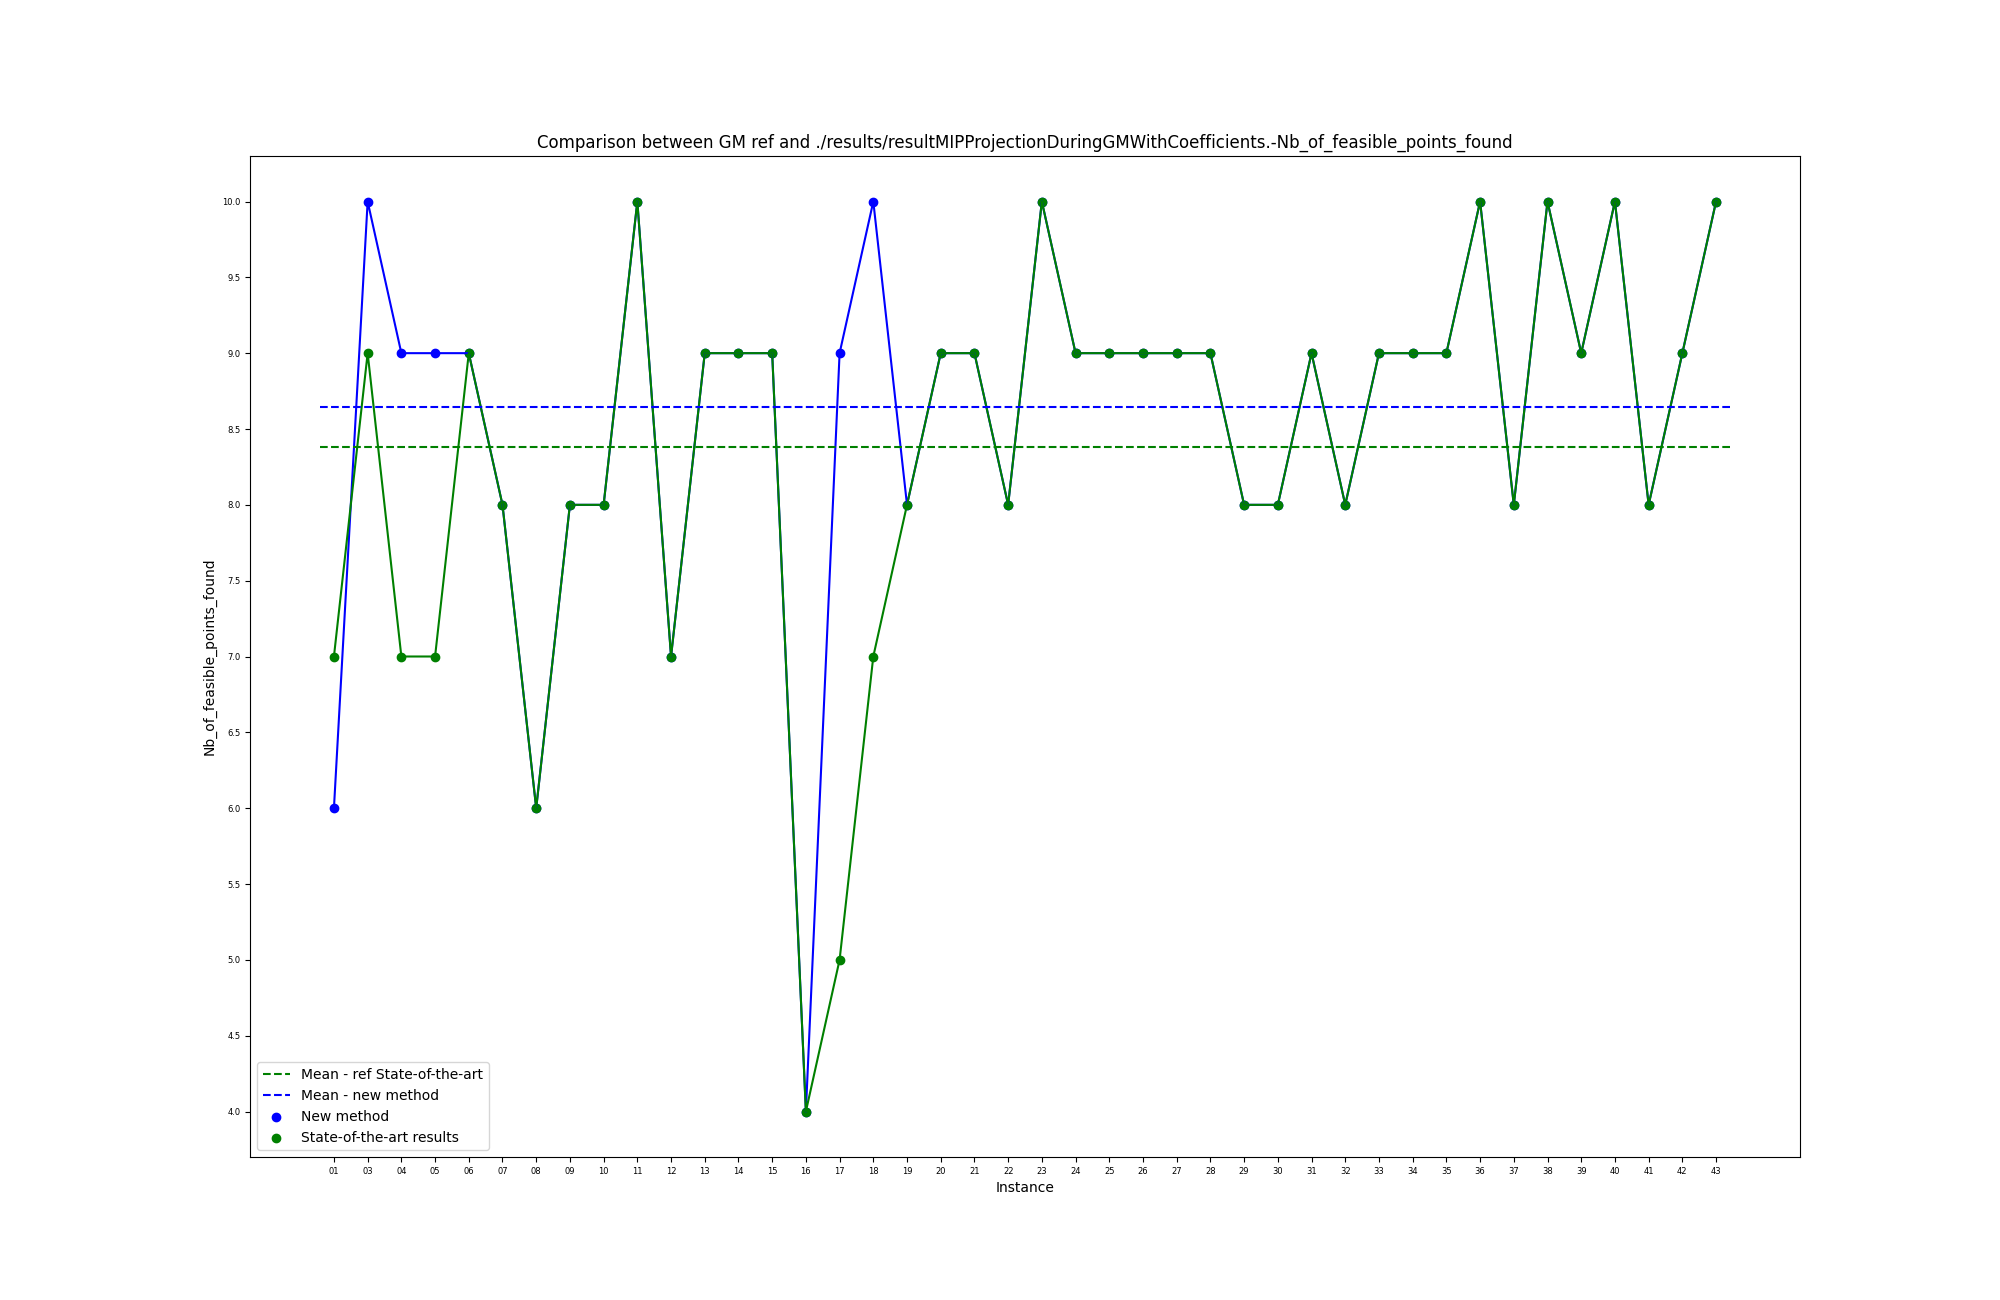 Comparison between GM ref and ./results/resultMIPProjectionDuringGMWithCoefficients.-Nb_of_feasible_points_found
10.0
9.5
9.0
8.5
8.0
7.5
7.0
6.5
6.0
5.5
5.0
4.5
4.0
Nb_of_feasible_points_found
Mean - ref State-of-the-art
Mean - new method
New method
State-of-the-art results
01 03 04 05 06 07 08 09 10 11 12 13 14 15 16 17 18 19 20 21 22 23 24 25 26 27 28 29 30 31 32 33 34 35 36 37 38 39 40 41 42 43
Instance